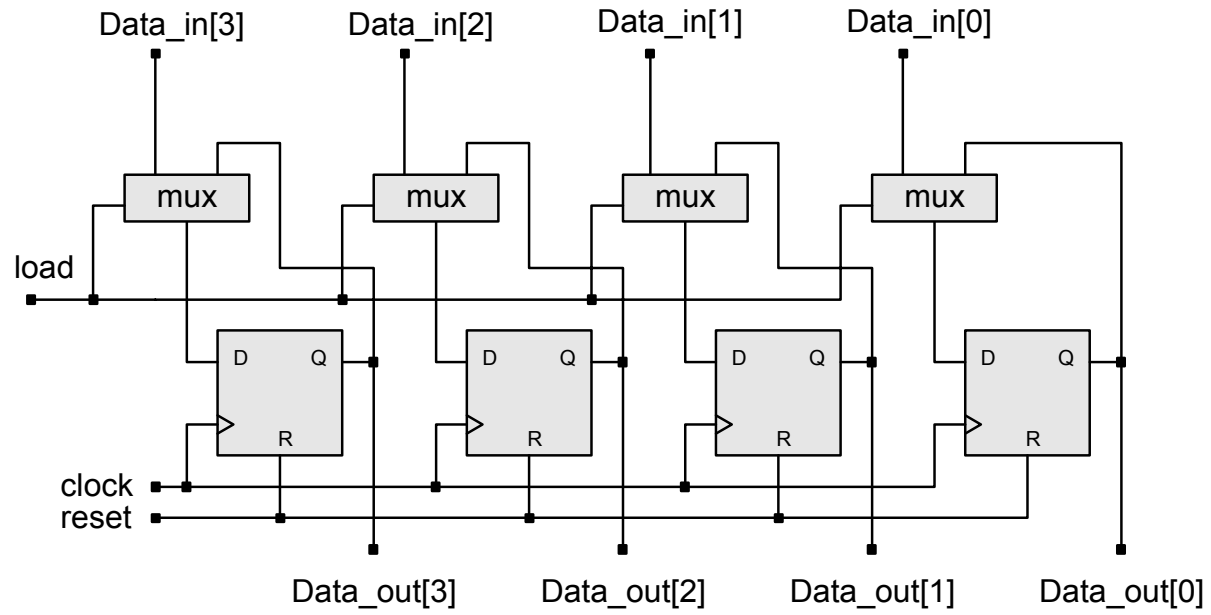 Data_in[3] Data_in[2] Data_in[1] Data_in[0]
mux mux mux mux
load
D Q D Q D Q D Q
R R R R
clock
reset
Data_out[3] Data_out[2] Data_out[1] Data_out[0]